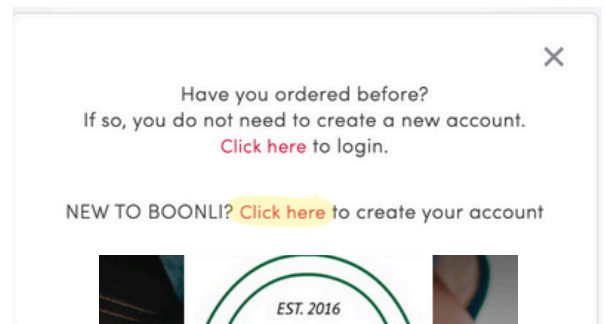 Have you ordered before?
If so, you do not need to create a new account.
Click here to login.
NEW TO BOONLI? Click here to create your account
EST. 2016